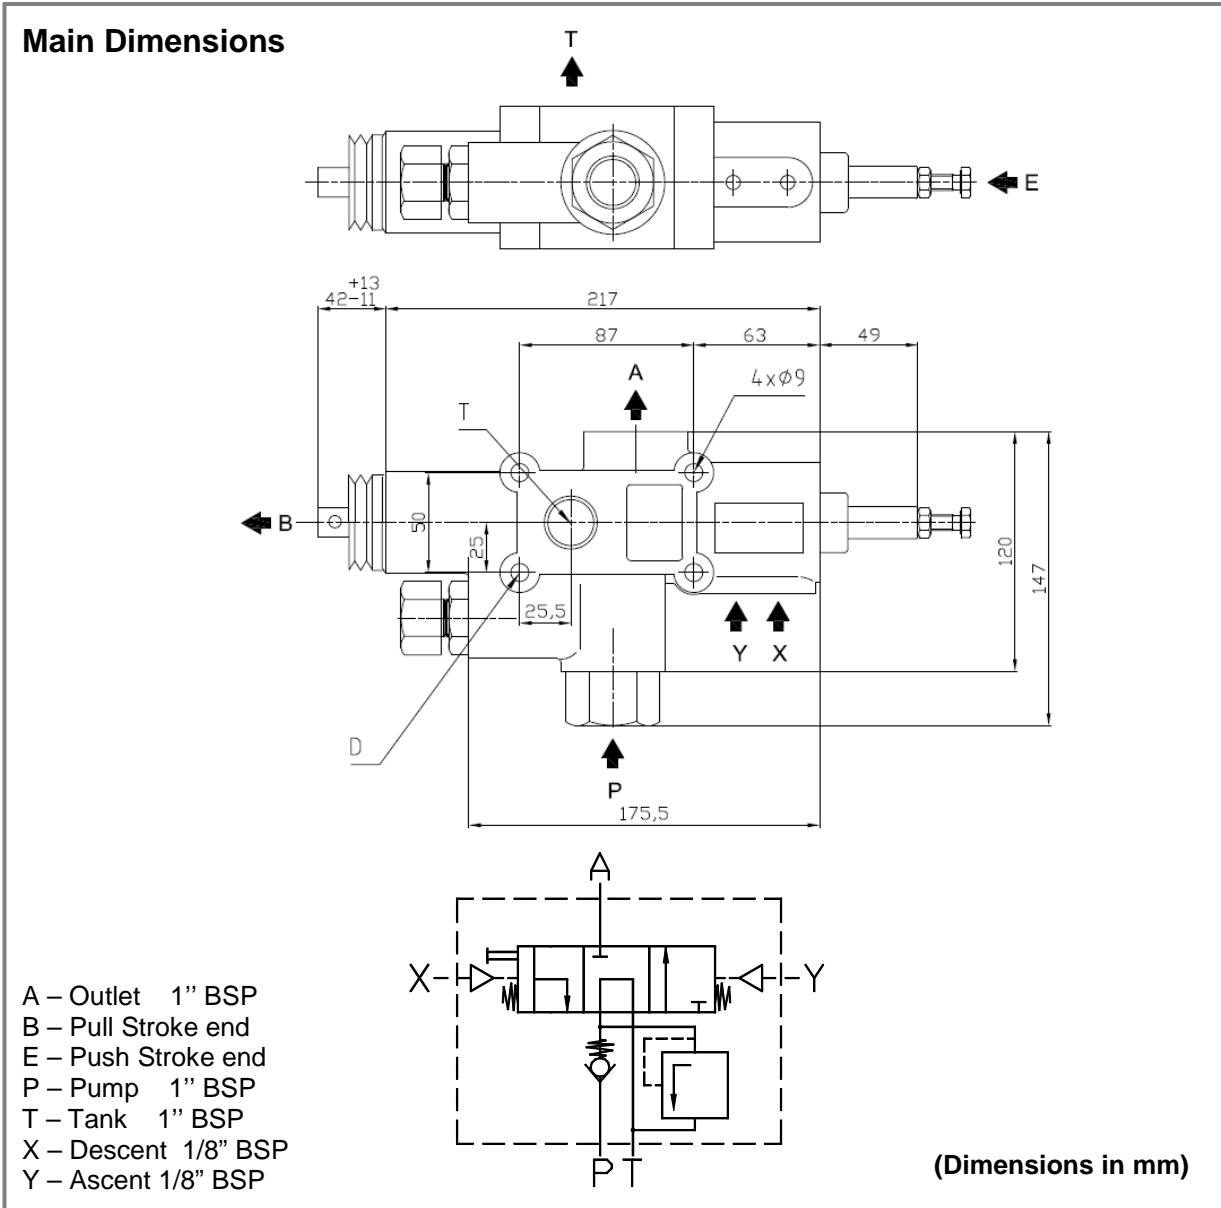 Main Dimensions
T
E
+13
42-11
217
87
63
49
A
4xØ9
T
B
50
25
25,5
120
147
Y X
D
P
175,5
A
X
Y
P T
A – Outlet 1’’ BSP
B – Pull Stroke end
E – Push Stroke end
P – Pump 1’’ BSP
T – Tank 1’’ BSP
X – Descent 1/8” BSP
Y – Ascent 1/8” BSP
(Dimensions in mm)